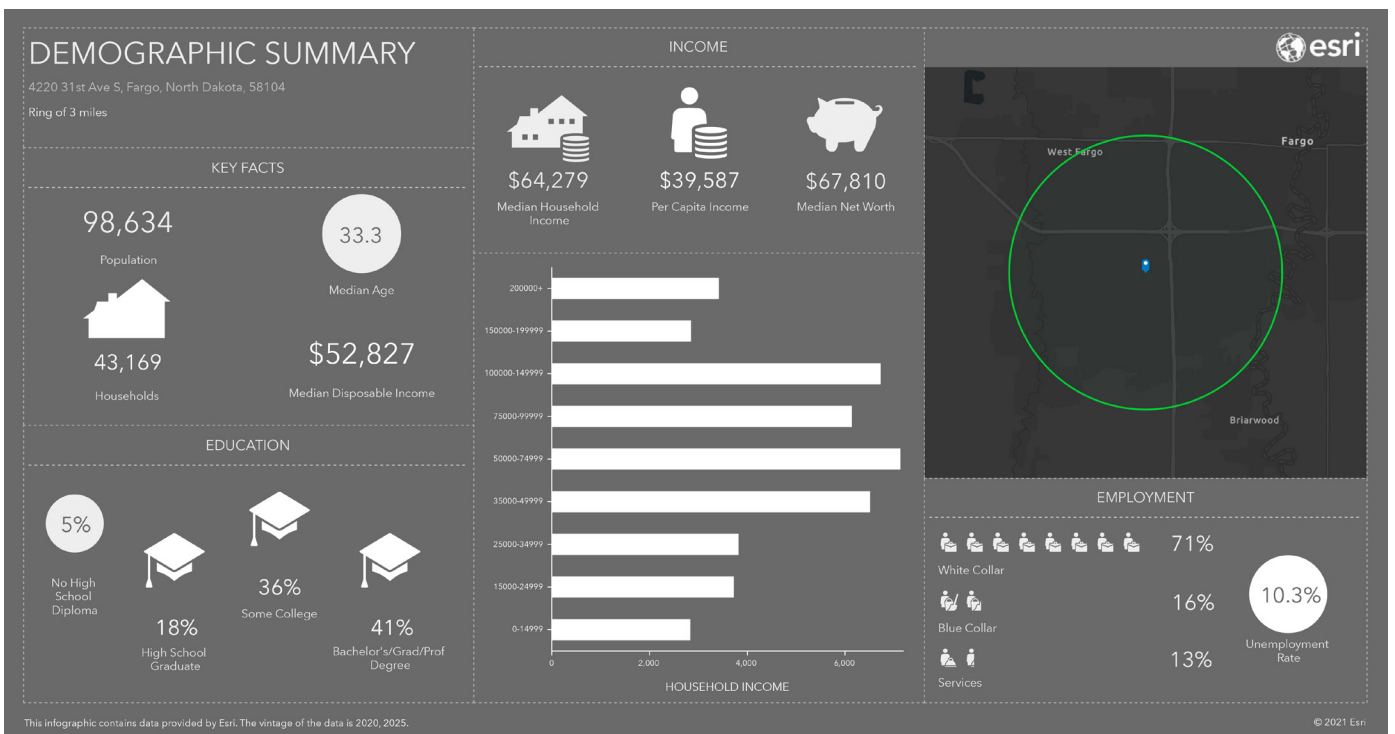 DEMOGRAPHIC SUMMARY
4220 31st Ave S, Fargo, North Dakota, 58104
Ring of 3 miles
KEY FACTS
98,634
Population
33.3
Median Age
43,169
Households
$52,827
Median Disposable Income
EDUCATION
5%
No High
School
Diploma
18%
High School
Graduate
36%
Some College
41%
Bachelor's/Grad/Prof
Degree
INCOME
$64,279
Median Household
Income
$39,587
Per Capita Income
$67,810
Median Net Worth
200000+
150000-199999
100000-149999
75000-99999
50000-74999
35000-49999
25000-34999
15000-24999
0-14999
0 2,000 4,000 6,000
HOUSEHOLD INCOME
esri
West Fargo
Fargo
Briarwood
EMPLOYMENT
71%
White Collar
16%
Blue Collar
13%
Services
10.3%
Unemployment
Rate
This infographic contains data provided by Esri. The vintage of the data is 2020, 2025.
© 2021 Esri